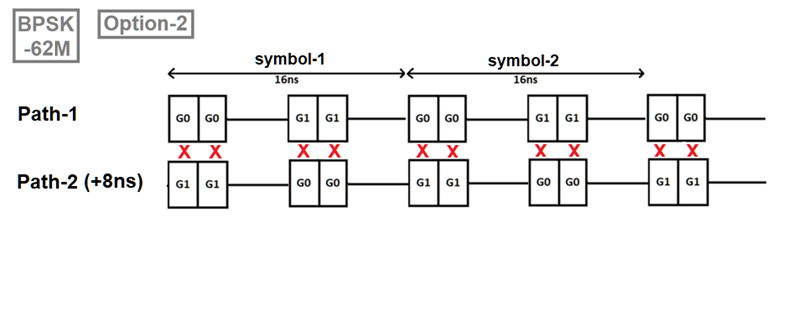 BPSK
-62M
Option-2
symbol-1
symbol-2
16ns
16ns
Path-1
G0 G0 G1 G1 G0 G0 G1 G1 G0 G0
X X X X X X X X X X
Path-2 (+8ns)
G1 G1 G0 G0 G1 G1 G0 G0 G1 G1